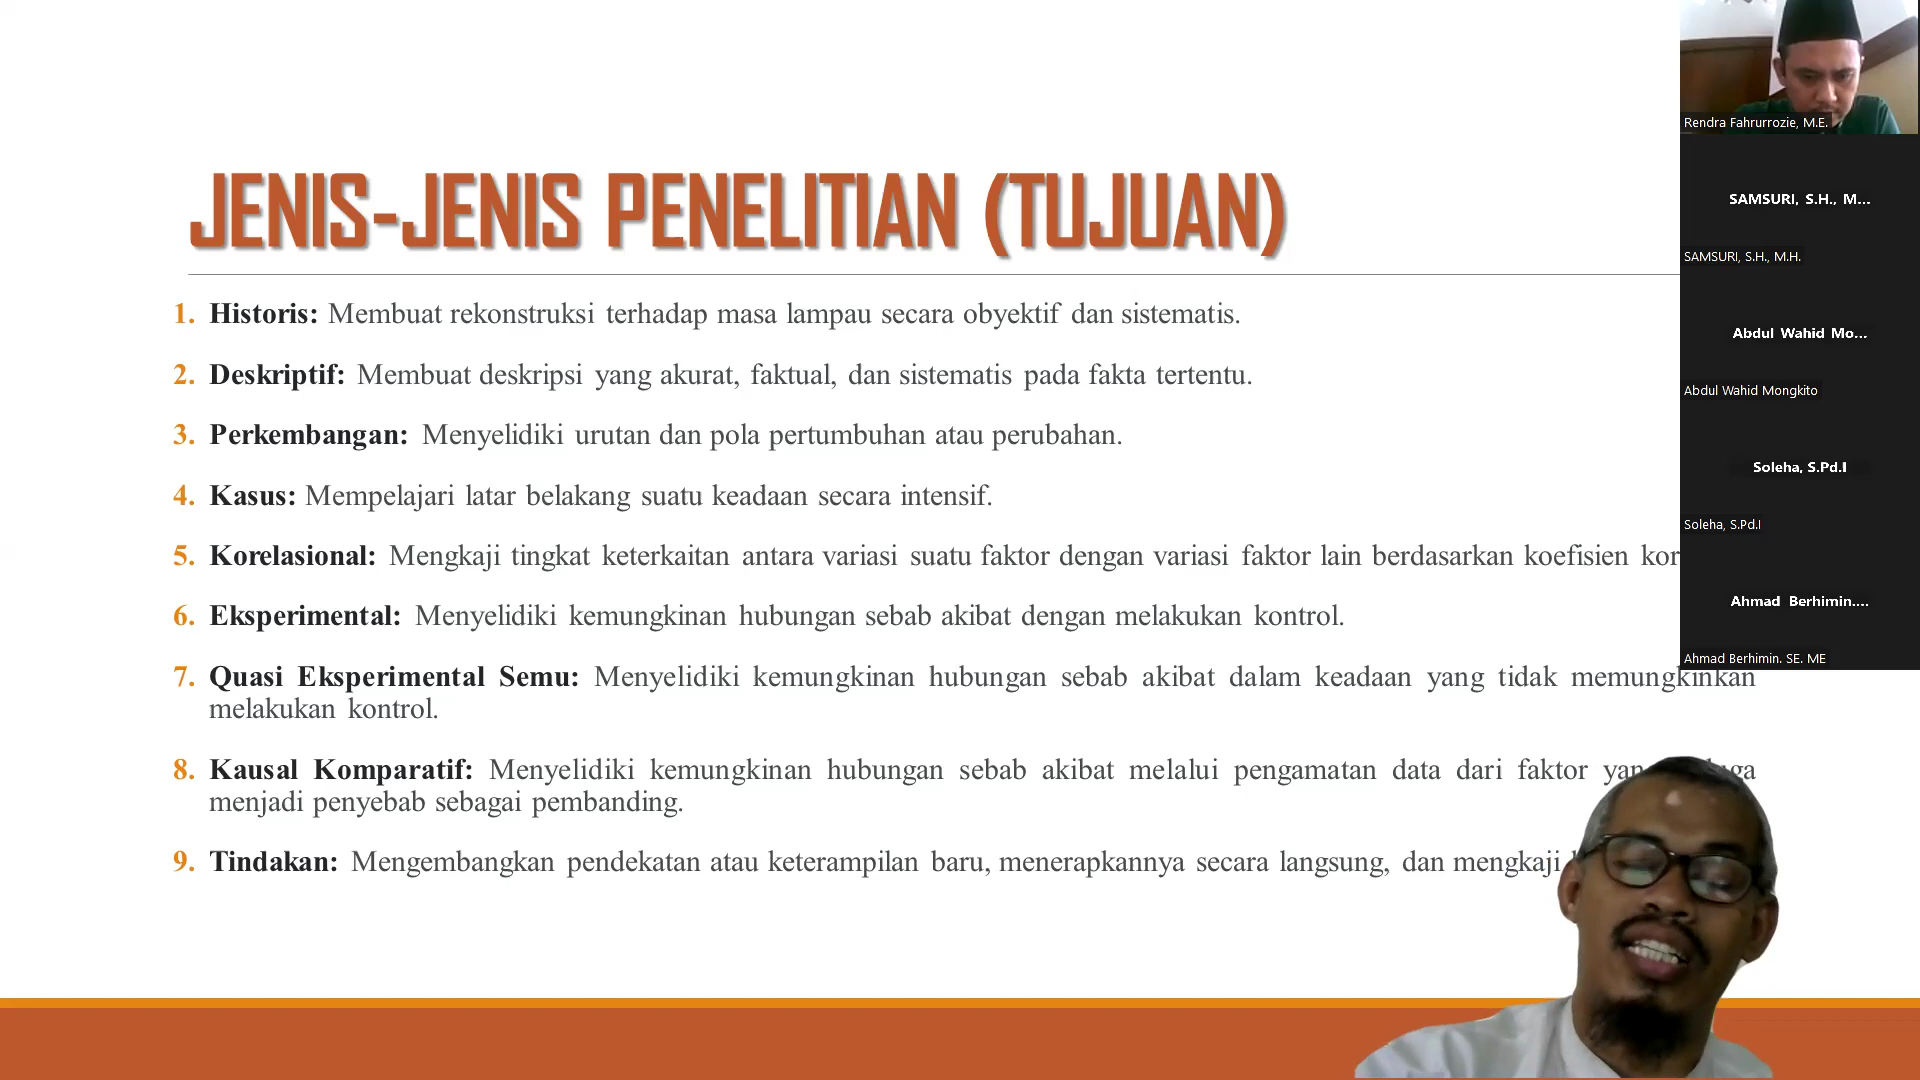 JENIS-JENIS PENELITIAN (TUJUAN)
1. Historis: Membuat rekonstruksi terhadap masa lampau secara obyektif dan sistematis.
2. Deskriptif: Membuat deskripsi yang akurat, faktual, dan sistematis pada fakta tertentu.
3. Perkembangan: Menyelidiki urutan dan pola pertumbuhan atau perubahan.
4. Kasus: Mempelajari latar belakang suatu keadaan secara intensif.
5. Korelasional: Mengkaji tingkat keterkaitan antara variasi suatu faktor dengan variasi faktor lain berdasarkan koefisien kor
6. Eksperimental: Menyelidiki kemungkinan hubungan sebab akibat dengan melakukan kontrol.
7. Quasi Eksperimental Semu: Menyelidiki kemungkinan hubungan sebab akibat dalam keadaan yang tidak memungkinkan
melakukan kontrol.
8. Kausal Komparatif: Menyelidiki kemungkinan hubungan sebab akibat melalui pengamatan data dari faktor
menjadi penyebab sebagai pembanding.
9. Tindakan: Mengembangkan pendekatan atau keterampilan baru, menerapkannya secara langsung, dan mengkaji
Rendra Fahrurrozie, M.E.
SAMSURI, S.H., M...
SAMSURI, S.H., M.H.
Abdul Wahid Mo...
Abdul Wahid Mongkito
Soleha, S.Pd.I
Soleha, S.Pd.I
Ahmad Berhimin....
Ahmad Berhimin. SE. ME